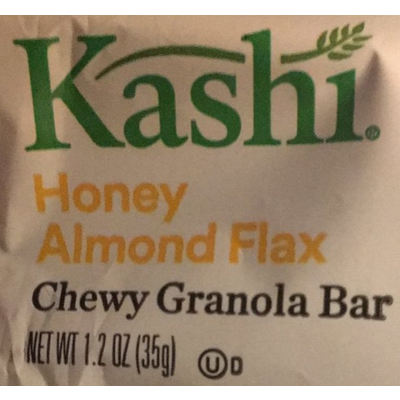 Kashi®
Honey
Almond Flax
Chewy Granola Bar
NET WT 1.2 OZ (35g) Ⓤ D